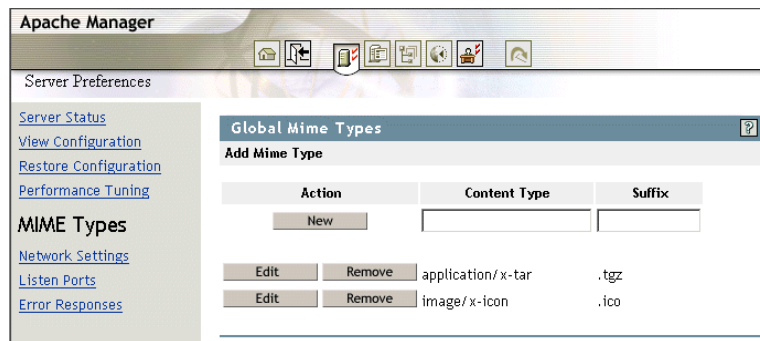 Apache Manager
Server Preferences
Server Status
View Configuration
Restore Configuration
Performance Tuning
MIME Types
Network Settings
Listen Ports
Error Responses
Global Mime Types ?
Add Mime Type
Action Content Type Suffix
New
Edit Remove application/x-tar .tgz
Edit Remove image/x-icon .ico